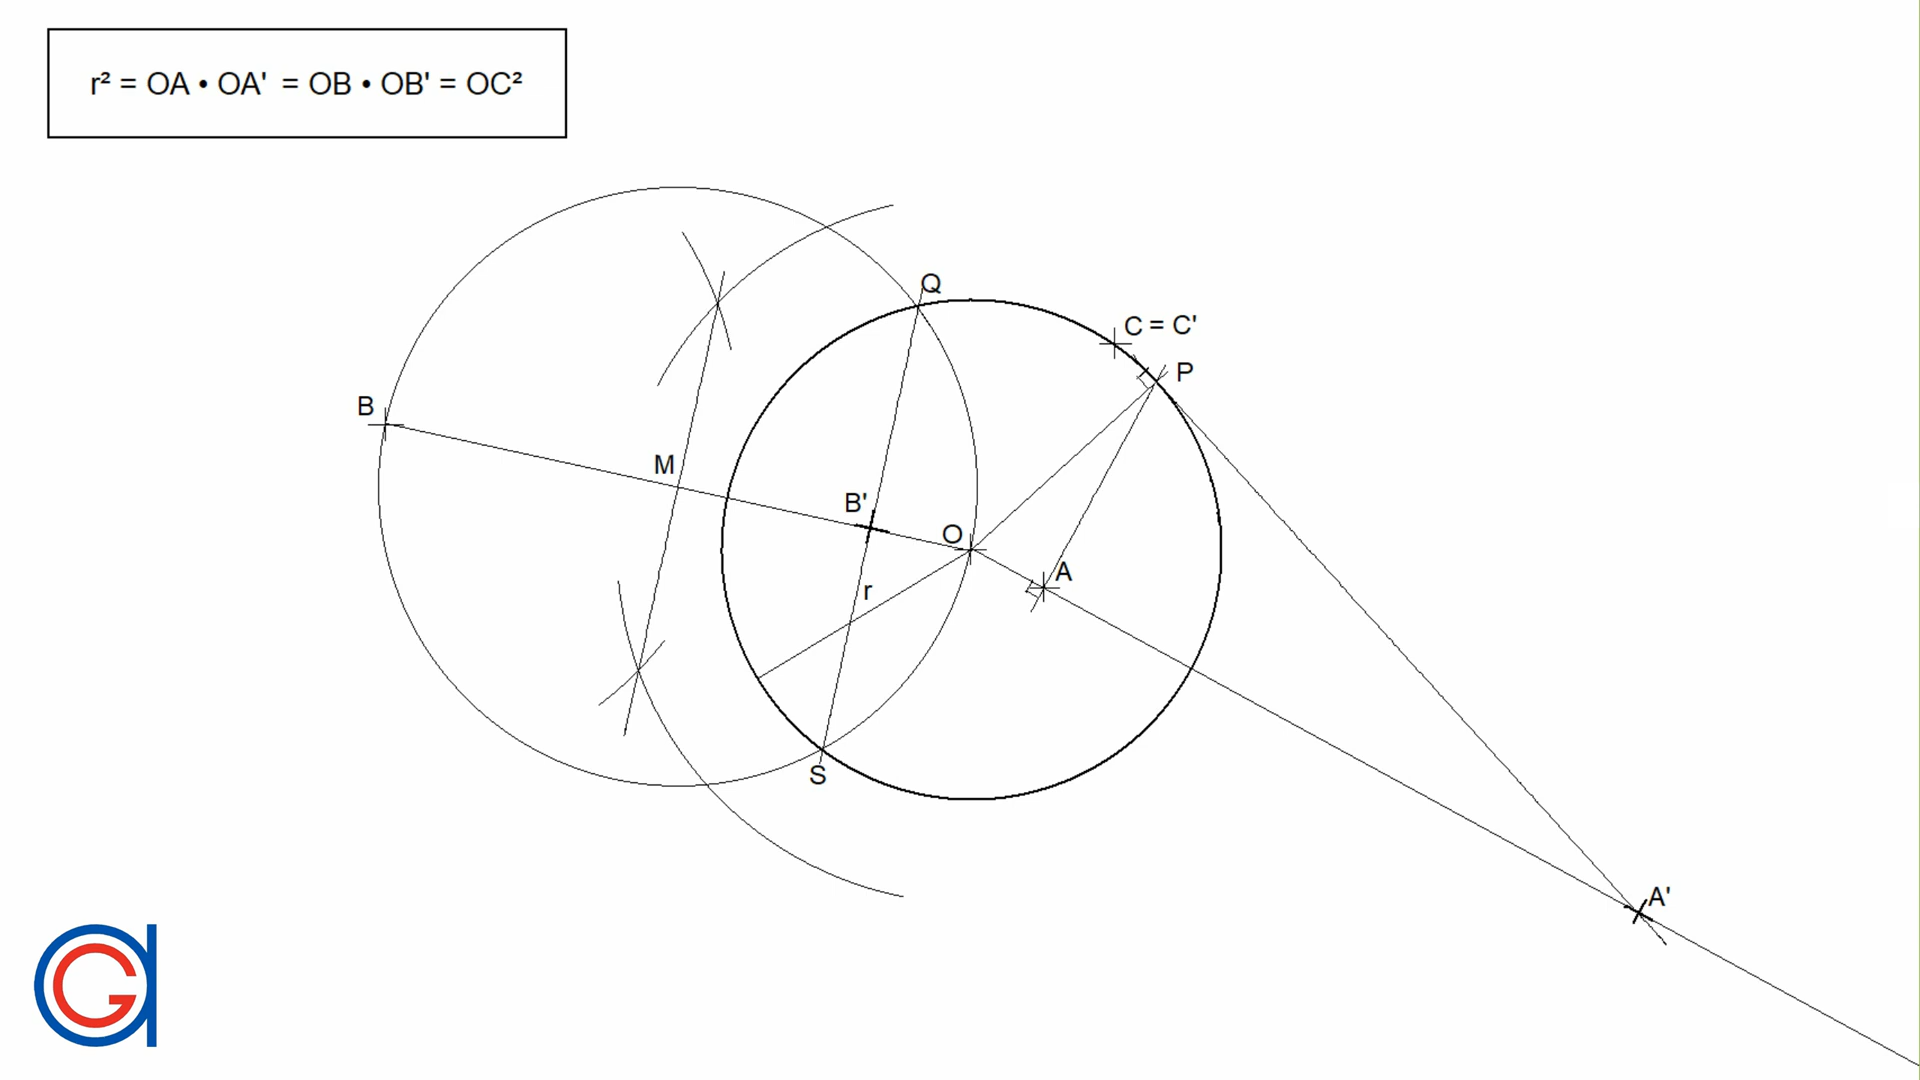 r² = OA • OA' = OB • OB' = OC²
Q
C = C'
P
B
M
B'
O
A
r
S
A'